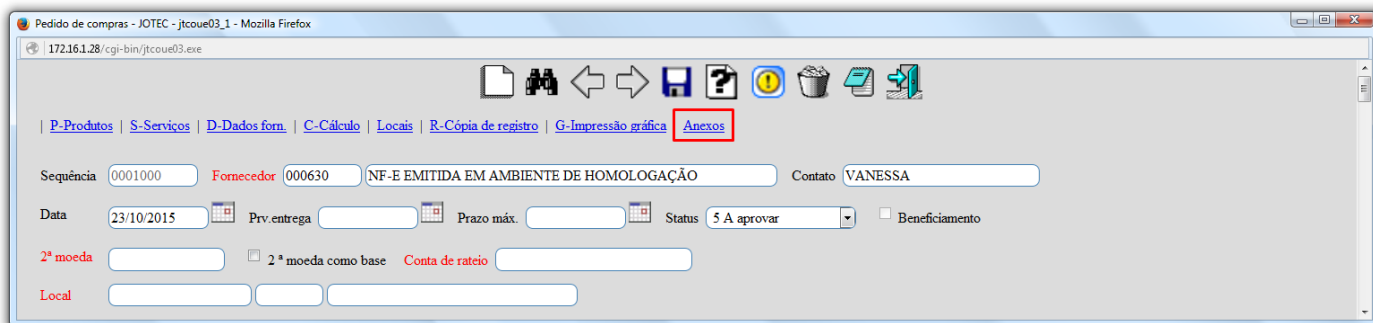 Pedido de compras - JOTEC - jtcoue03_1 - Mozilla Firefox
172.16.1.28/cgi-bin/jtcoue03.exe
| P-Produtos | S-Serviços | D-Dados forn. | C-Cálculo | Locais | R-Cópia de registro | G-Impressão gráfica | Anexos
Sequência 0001000 Fornecedor 000630 NF-E EMITIDA EM AMBIENTE DE HOMOLOGAÇÃO Contato VANESSA
Data 23/10/2015 Prv.entrega Prazo máx. Status 5 A aprovar Beneficiamento
2ª moeda 2 ª moeda como base Conta de rateio
Local